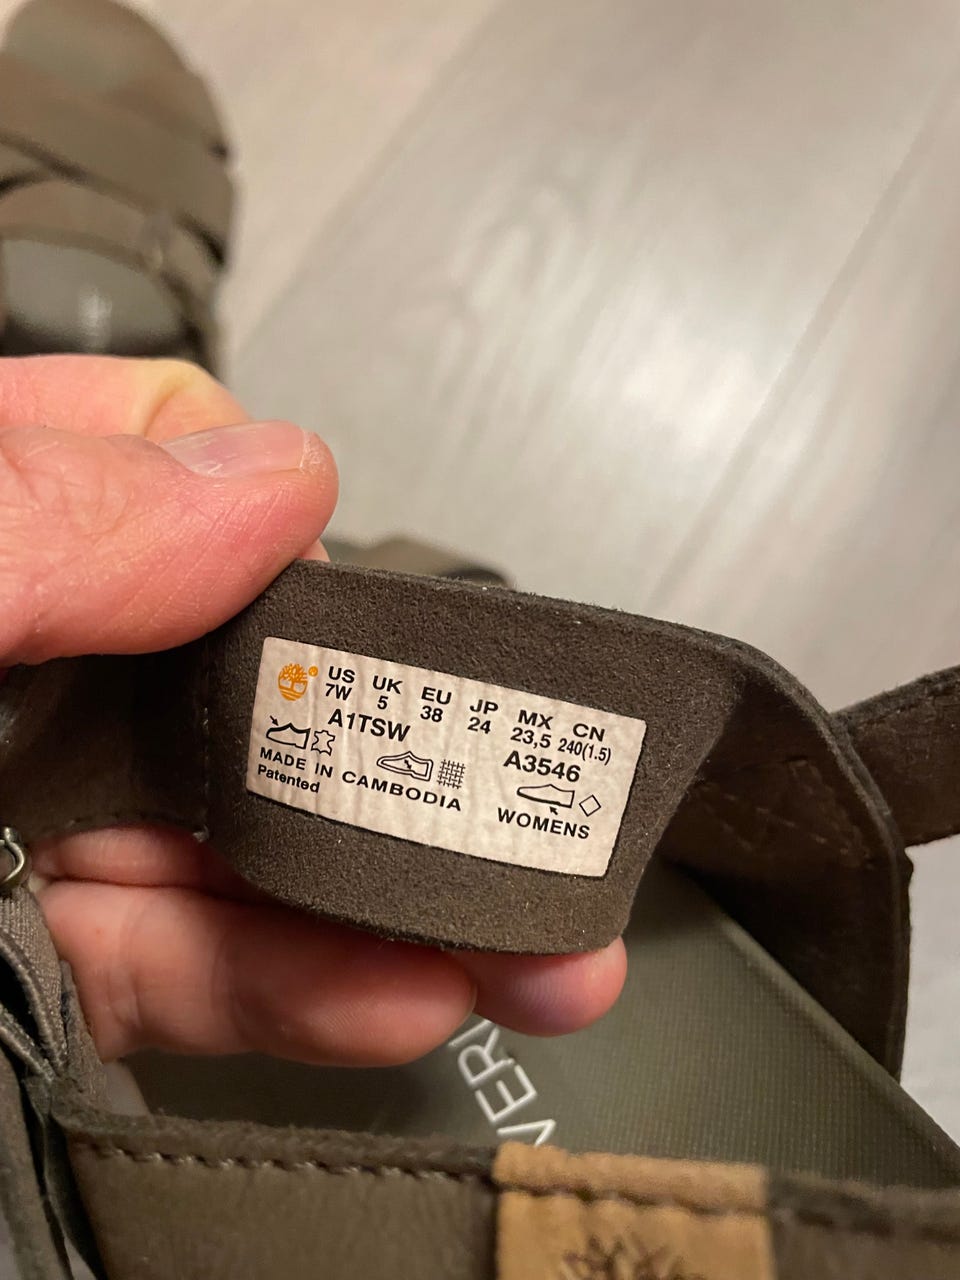 US UK EU JP MX CN
7W 5 38 24 23,5 240(1.5)
A1TSW A3546
MADE IN CAMBODIA
Patented
WOMENS